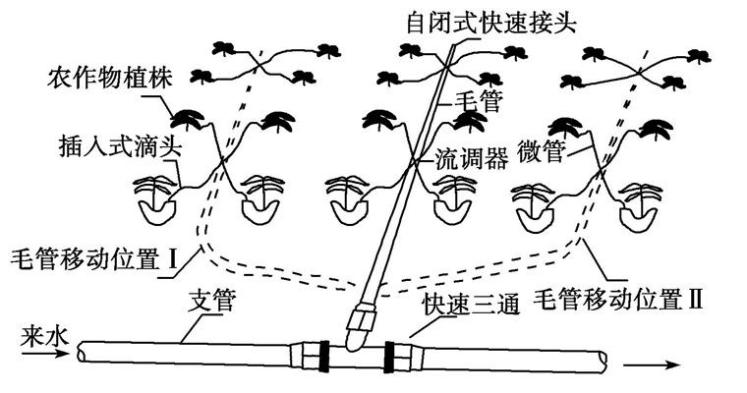 自闭式快速接头
农作物植株
毛管
插入式滴头
流调器
微管
毛管移动位置Ⅰ
毛管移动位置Ⅱ
支管
快速三通
来水